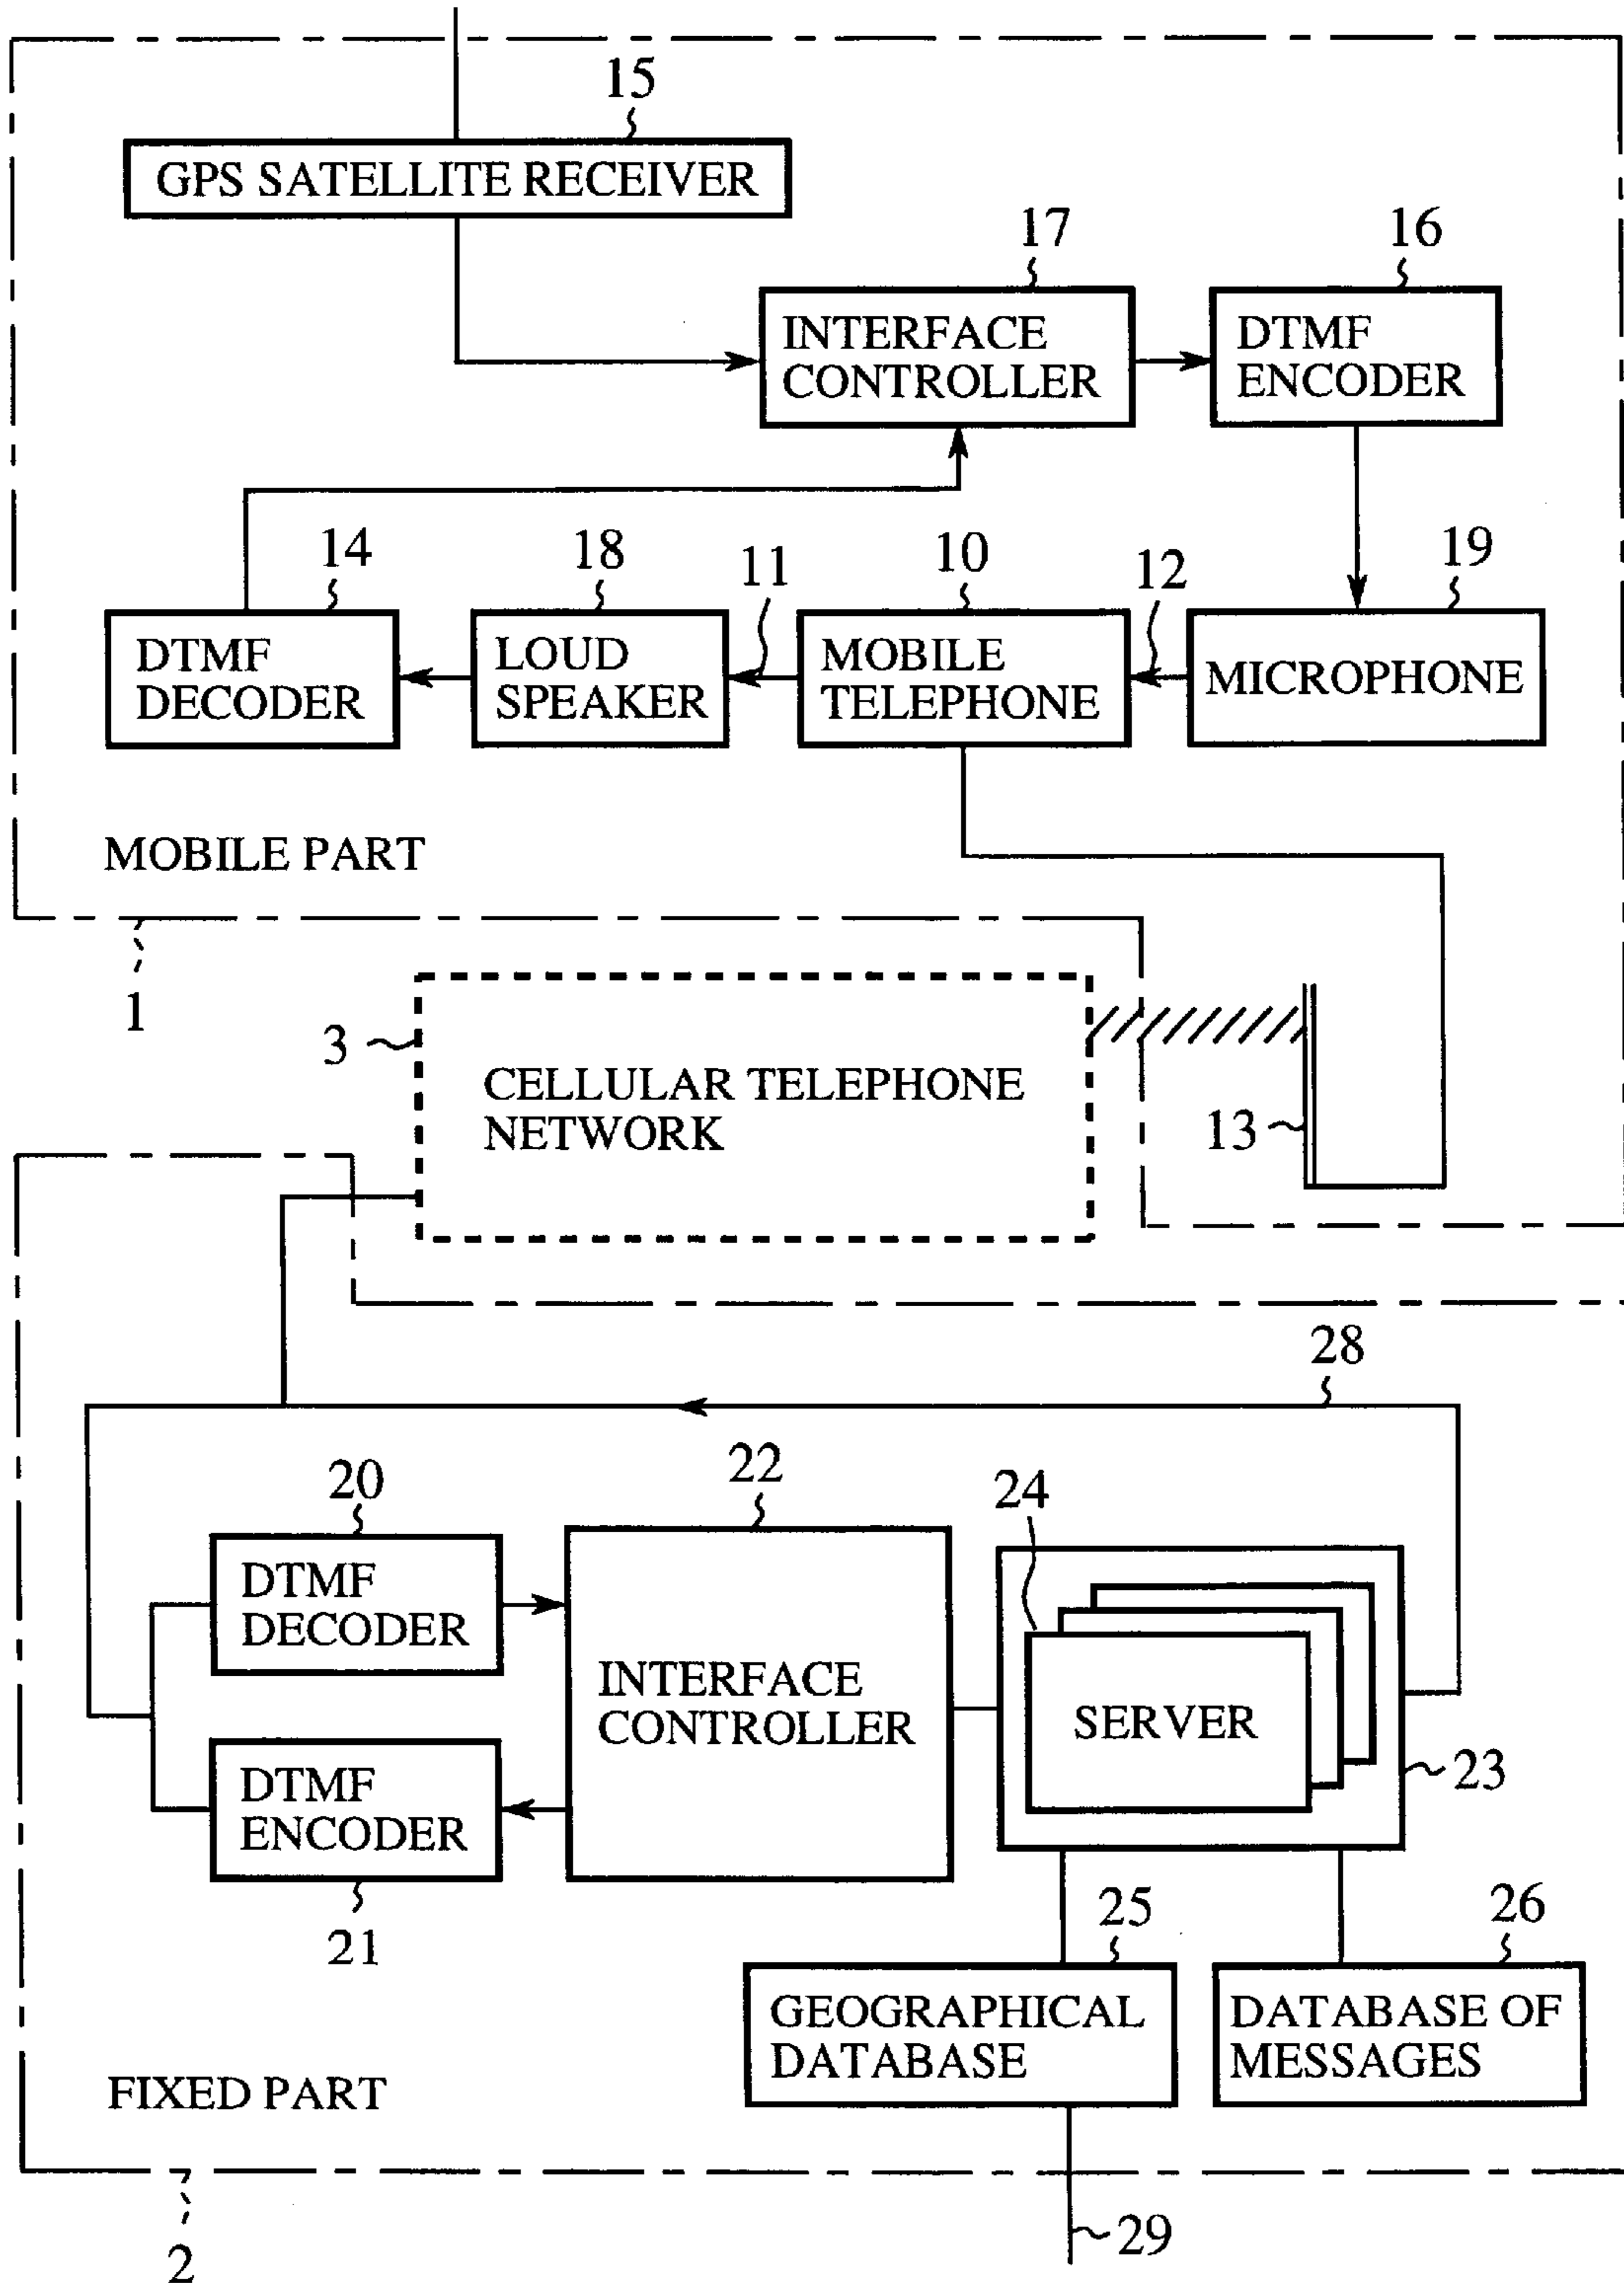 15
GPS SATELLITE RECEIVER
17
16
INTERFACE
CONTROLLER
DTMF
ENCODER
14
18
11
10
12
19
DTMF
DECODER
LOUD
SPEAKER
MOBILE
TELEPHONE
MICROPHONE
MOBILE PART
1
3
CELLULAR TELEPHONE
NETWORK
13
28
20
22
24
DTMF
DECODER
INTERFACE
CONTROLLER
SERVER
23
DTMF
ENCODER
21
25
26
GEOGRAPHICAL
DATABASE
DATABASE OF
MESSAGES
FIXED PART
2
29